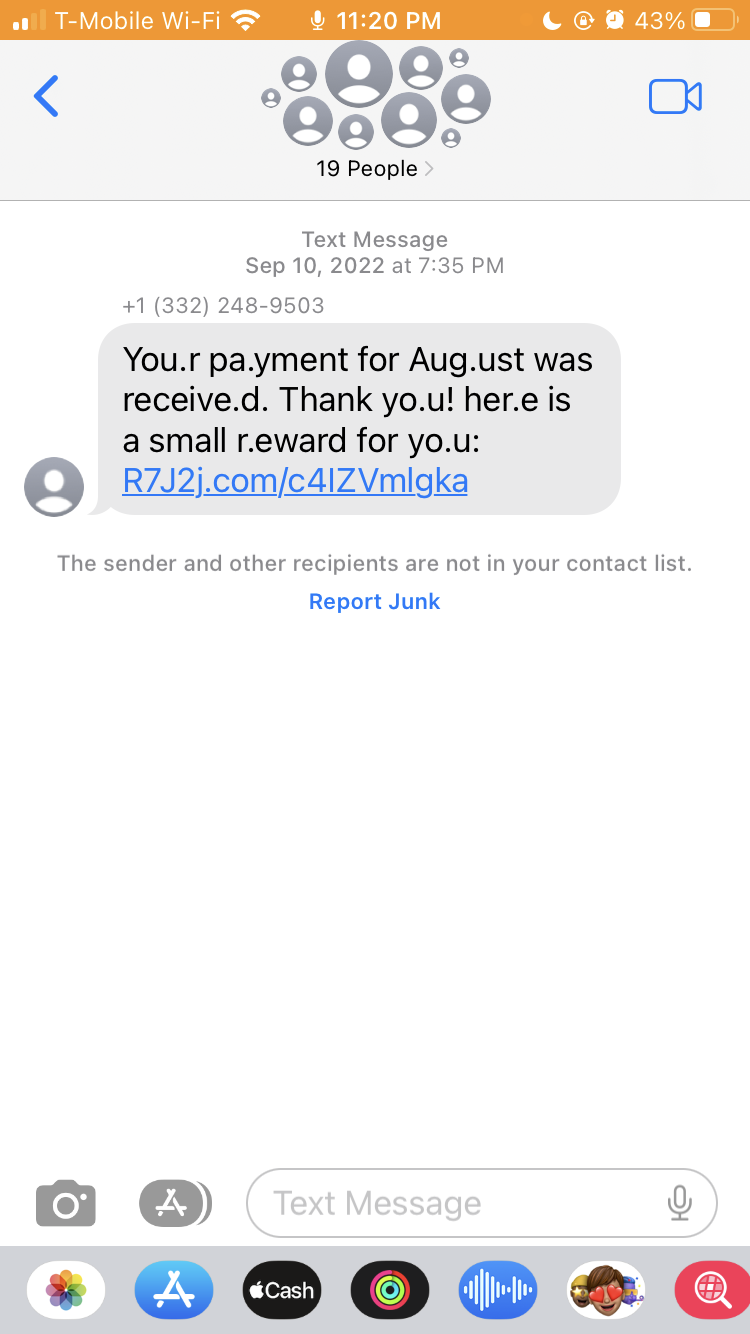 T-Mobile Wi-Fi 11:20 PM 43%
19 People
Text Message
Sep 10, 2022 at 7:35 PM
+1 (332) 248-9503
You.r pa.yment for Aug.ust was
receive.d. Thank yo.u! her.e is
a small r.eward for yo.u:
R7J2j.com/c4IZVmlgka
The sender and other recipients are not in your contact list.
Report Junk
Text Message
Cash